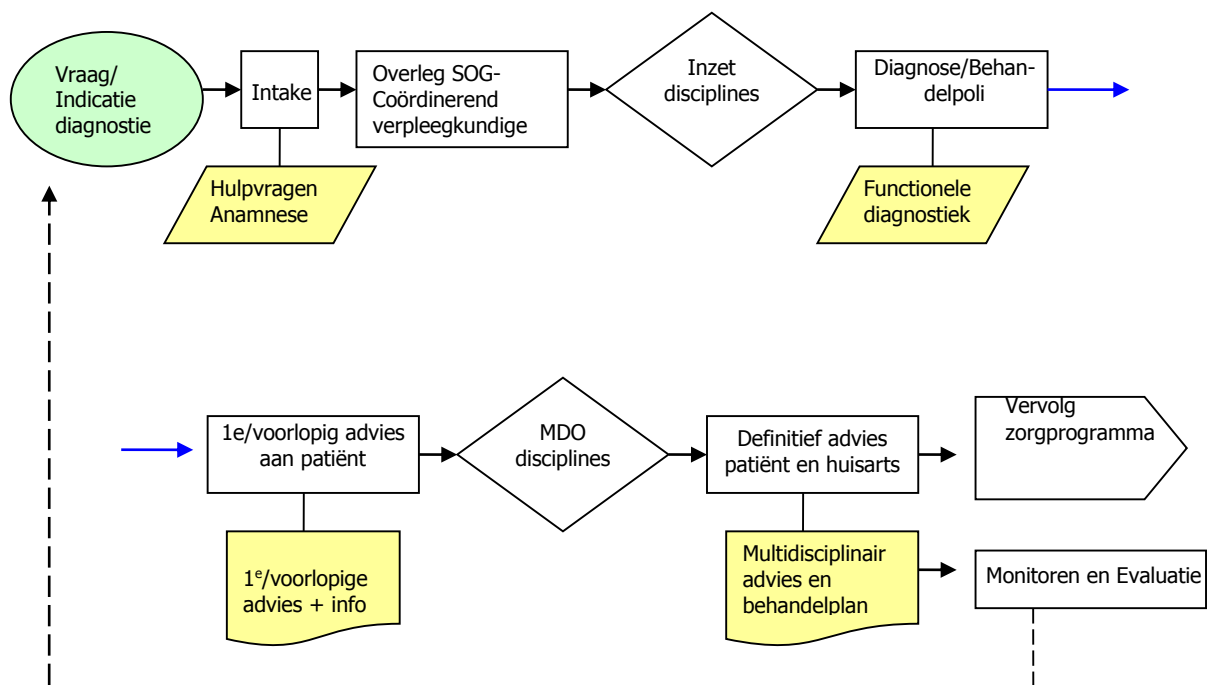 Vraag/
Indicatie
diagnostie
Intake
Overleg SOG-
Coördinerend
verpleegkundige
Inzet
disciplines
Diagnose/Behan-
delpoli
Hulpvragen
Anamnese
Functionele
diagnostiek
1e/voorlopig advies
aan patiënt
MDO
disciplines
Definitief advies
patiënt en huisarts
Vervolg
zorgprogramma
1e/voorlopige
advies + info
Multidisciplinair
advies en
behandelplan
Monitoren en Evaluatie